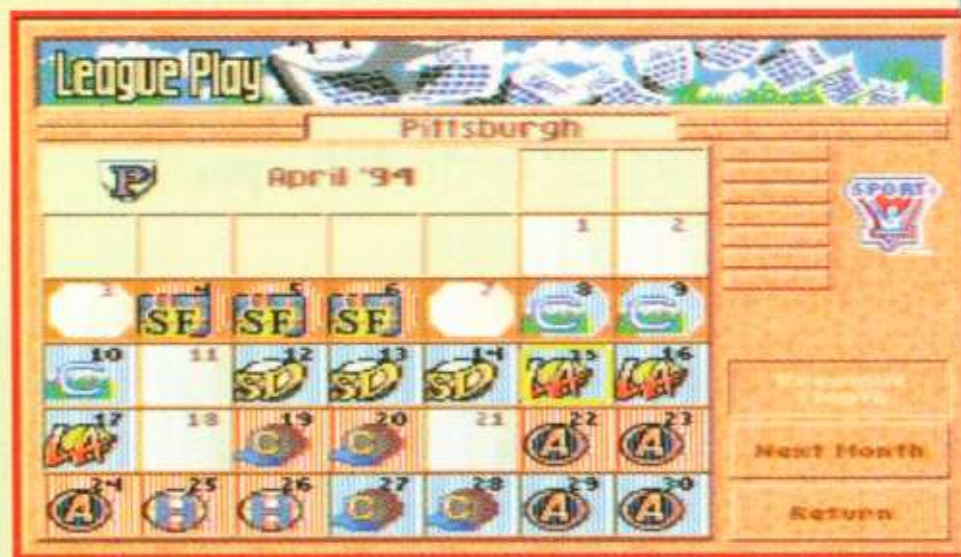 League Play
Pittsburgh
P April '94
SPORT
1 2
3 SF 4 SF 5 SF 6 7 C 8 C 9
C 10 11 SD 12 SD 13 SD 14 LA 15 LA 16
LA 17 18 C 19 C 20 21 A 22 A 23
A 24 H 25 H 26 C 27 C 28 A 29 A 30
Next Month
Return